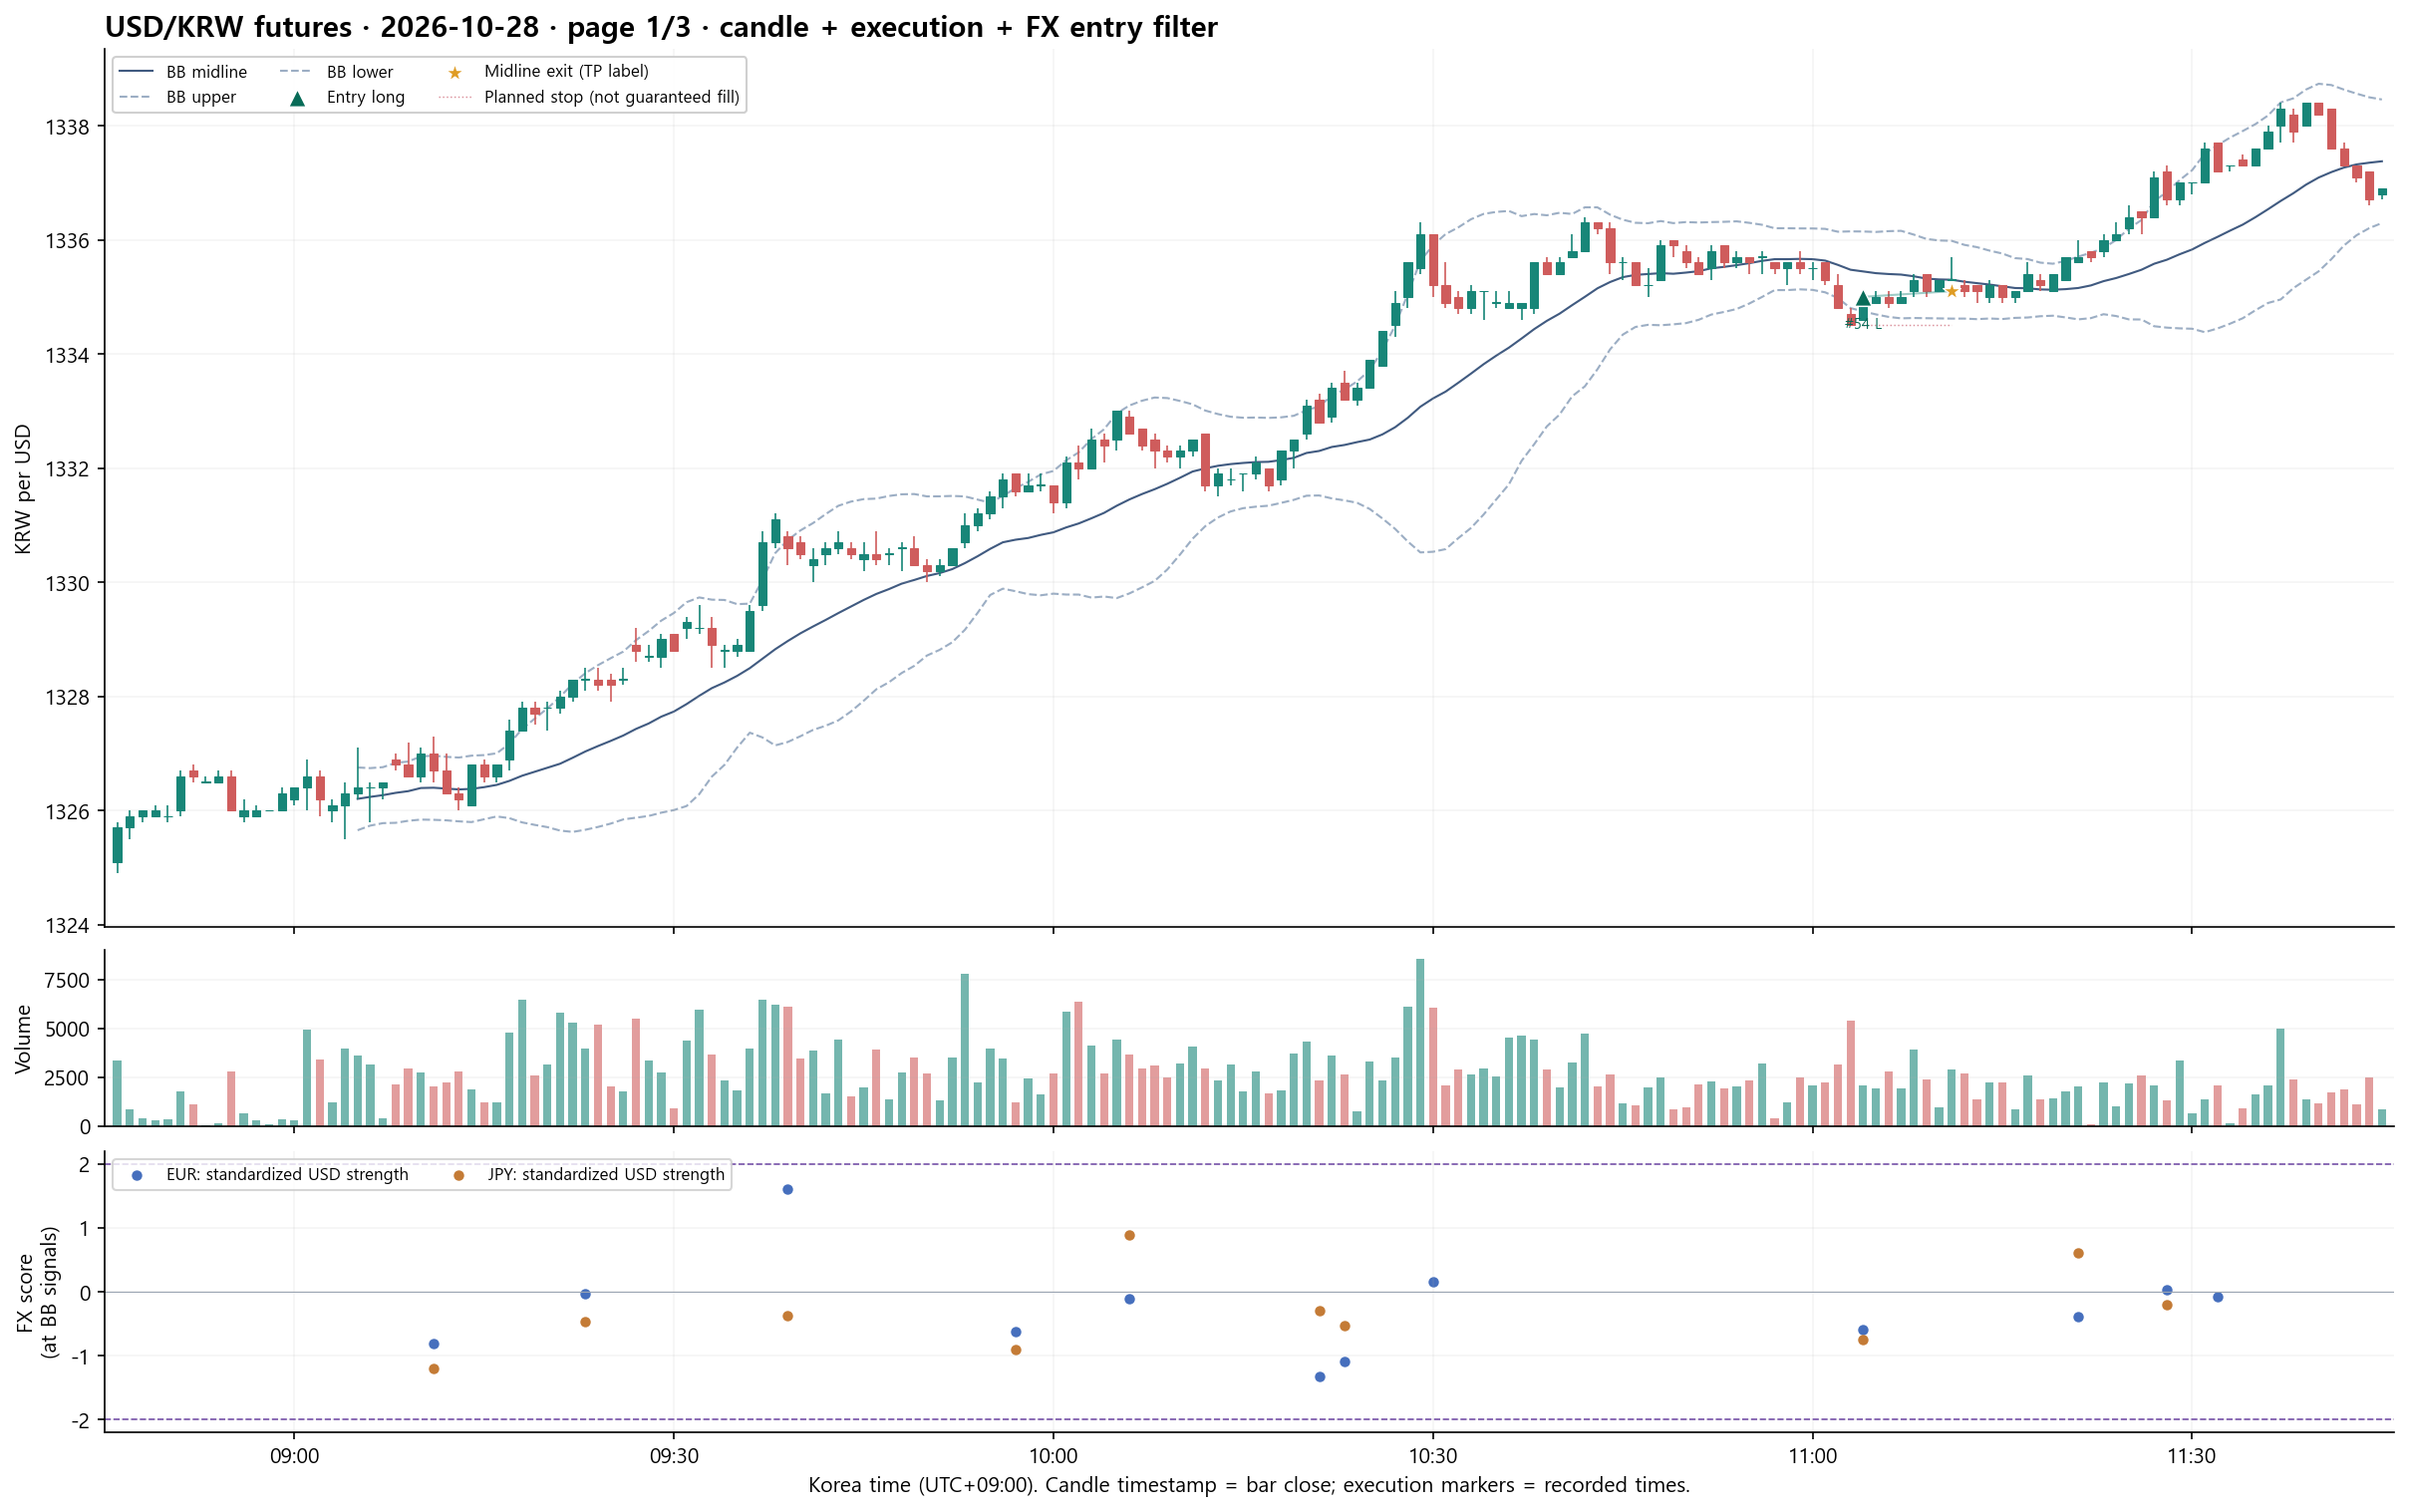 USD/KRW futures · 2026-10-28 · page 1/3 · candle + execution + FX entry filter
BB midline
BB upper
BB lower
Entry long
Midline exit (TP label)
Planned stop (not guaranteed fill)
KRW per USD
1338
1336
1334
1332
1330
1328
1326
1324
#54 L
Volume
7500
5000
2500
0
EUR: standardized USD strength
JPY: standardized USD strength
FX score
(at BB signals)
2
1
0
-1
-2
09:00
09:30
10:00
10:30
11:00
11:30
Korea time (UTC+09:00). Candle timestamp = bar close; execution markers = recorded times.